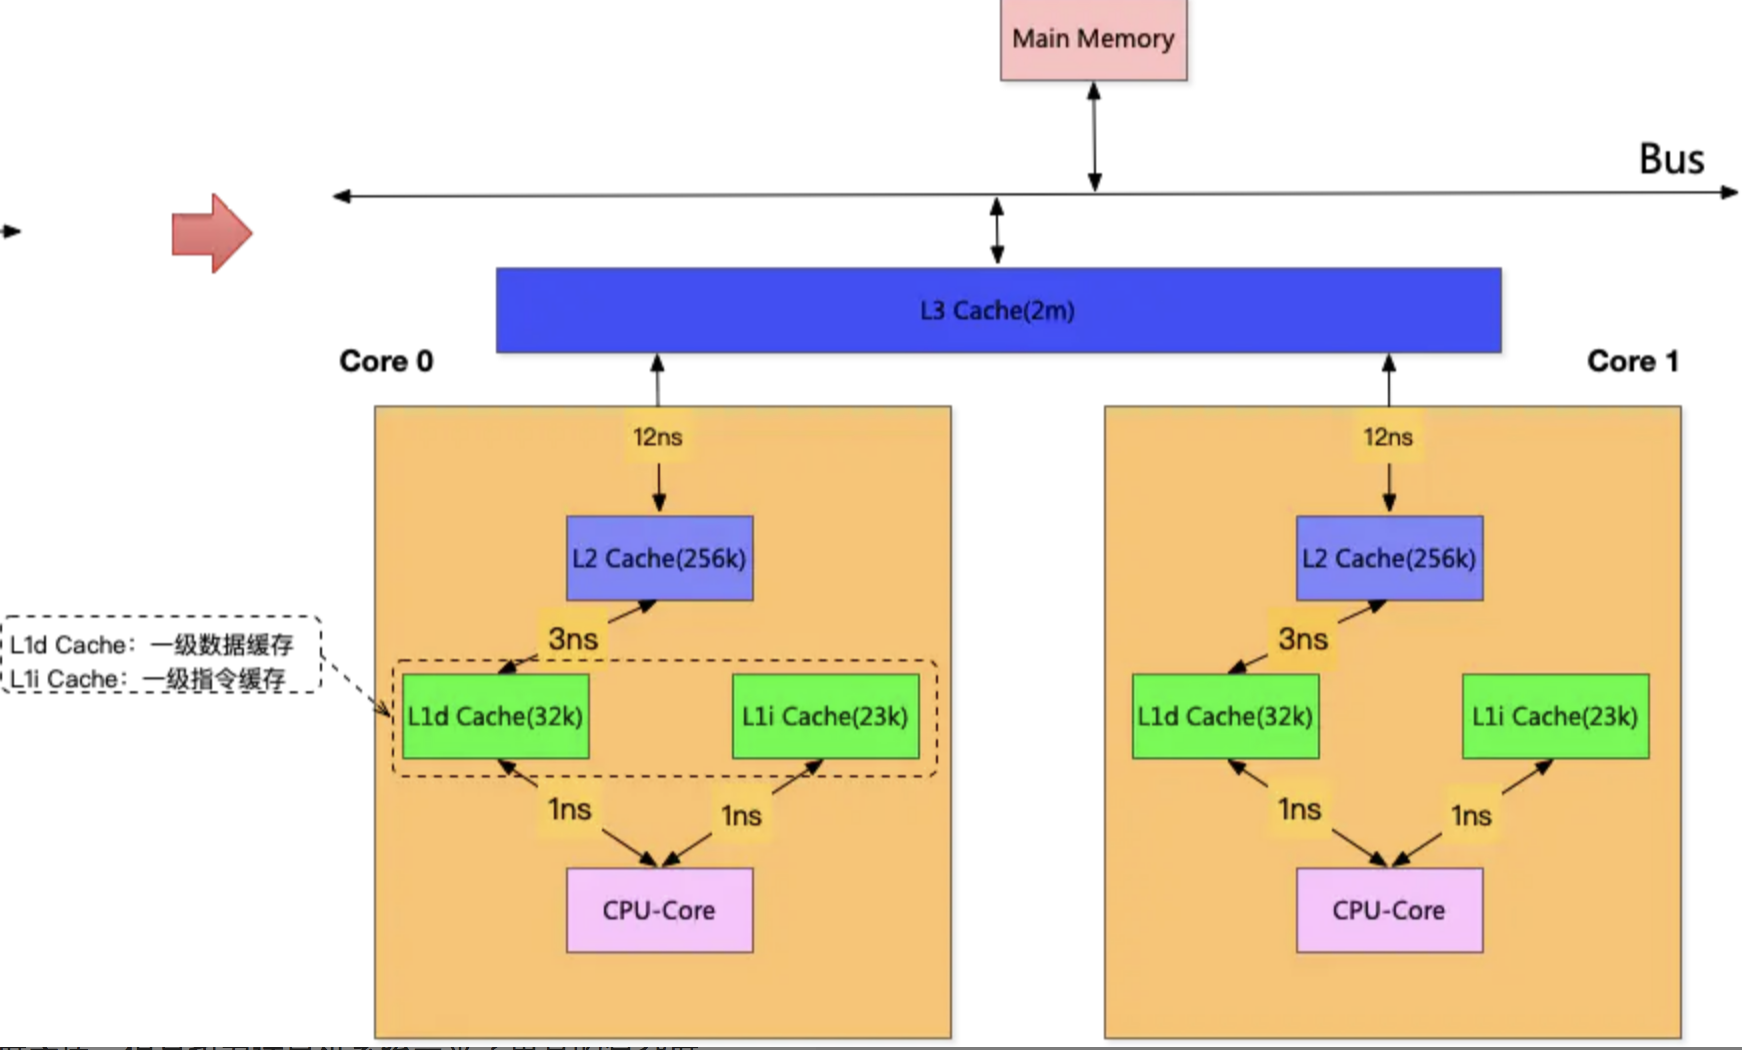 Main Memory
Bus
L3 Cache(2m)
Core 0
Core 1
12ns
12ns
L2 Cache(256k)
L2 Cache(256k)
3ns
3ns
L1d Cache：一级数据缓存
L1i Cache：一级指令缓存
L1d Cache(32k)
L1i Cache(23k)
L1d Cache(32k)
L1i Cache(23k)
1ns
1ns
1ns
1ns
CPU-Core
CPU-Core